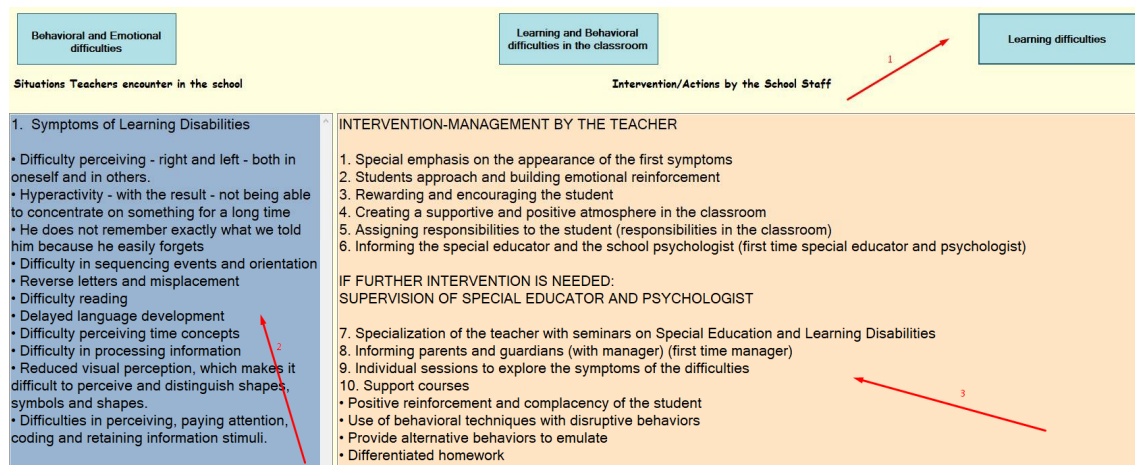 Behavioral and Emotional
difficulties
Learning and Behavioral
difficulties in the classroom
Learning difficulties
1
Situations Teachers encounter in the school
Intervention/Actions by the School Staff
1. Symptoms of Learning Disabilities
• Difficulty perceiving - right and left - both in
oneself and in others.
• Hyperactivity - with the result - not being able
to concentrate on something for a long time
• He does not remember exactly what we told
him because he easily forgets
• Difficulty in sequencing events and orientation
• Reverse letters and misplacement
• Difficulty reading
• Delayed language development
• Difficulty perceiving time concepts
• Difficulty in processing information
• Reduced visual perception, which makes it
difficult to perceive and distinguish shapes,
symbols and shapes.
• Difficulties in perceiving, paying attention,
coding and retaining information stimuli.
2
INTERVENTION-MANAGEMENT BY THE TEACHER
1. Special emphasis on the appearance of the first symptoms
2. Students approach and building emotional reinforcement
3. Rewarding and encouraging the student
4. Creating a supportive and positive atmosphere in the classroom
5. Assigning responsibilities to the student (responsibilities in the classroom)
6. Informing the special educator and the school psychologist (first time special educator and psychologist)
IF FURTHER INTERVENTION IS NEEDED:
SUPERVISION OF SPECIAL EDUCATOR AND PSYCHOLOGIST
7. Specialization of the teacher with seminars on Special Education and Learning Disabilities
8. Informing parents and guardians (with manager) (first time manager)
9. Individual sessions to explore the symptoms of the difficulties
10. Support courses
• Positive reinforcement and complacency of the student
• Use of behavioral techniques with disruptive behaviors
• Provide alternative behaviors to emulate
• Differentiated homework
3